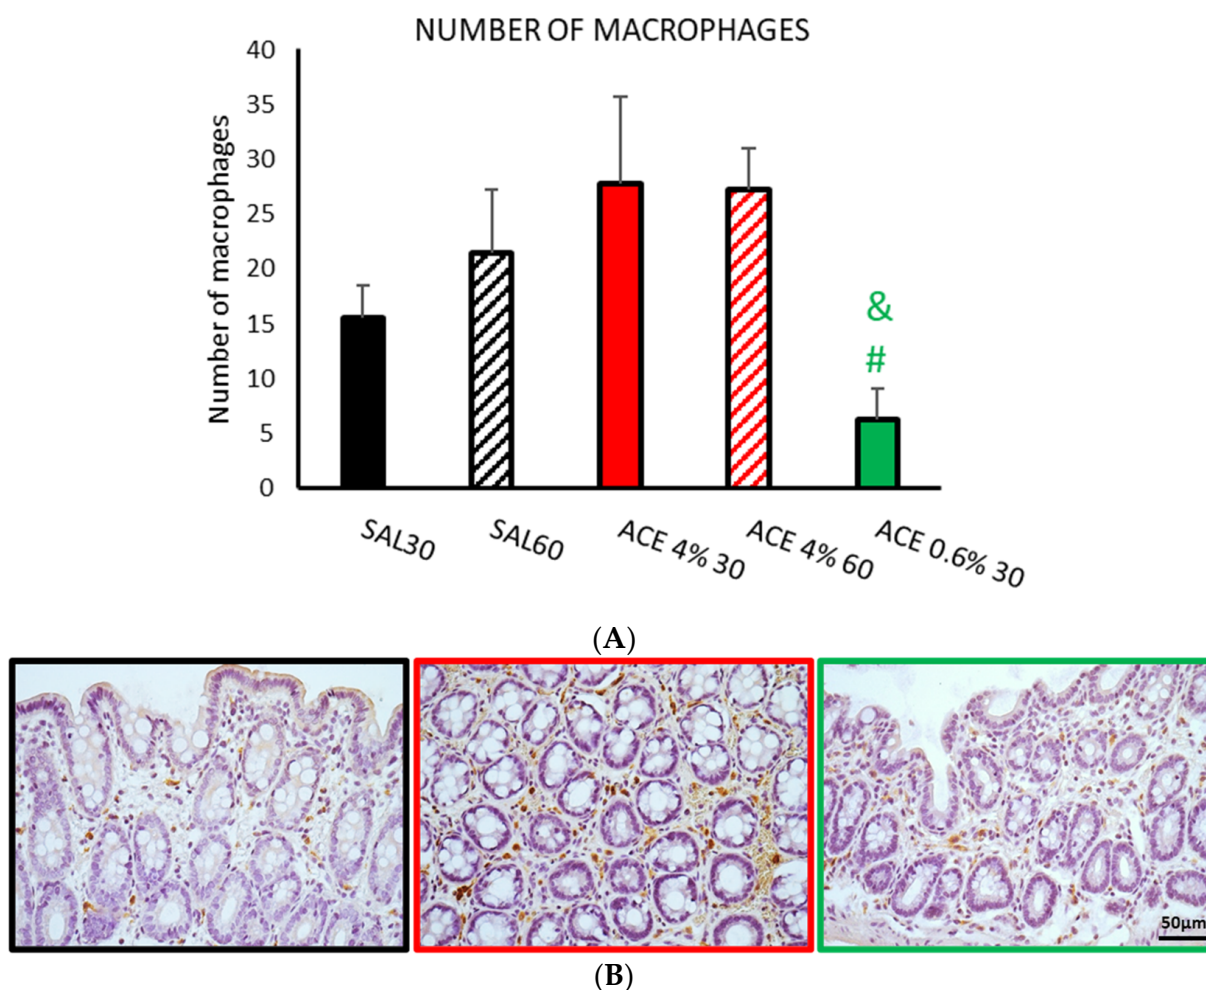 NUMBER OF MACROPHAGES
Number of macrophages
40
35
30
25
20
15
10
5
0
&
#
SAL30
SAL60
ACE 4% 30
ACE 4% 60
ACE 0.6% 30
(A)
50µm
(B)